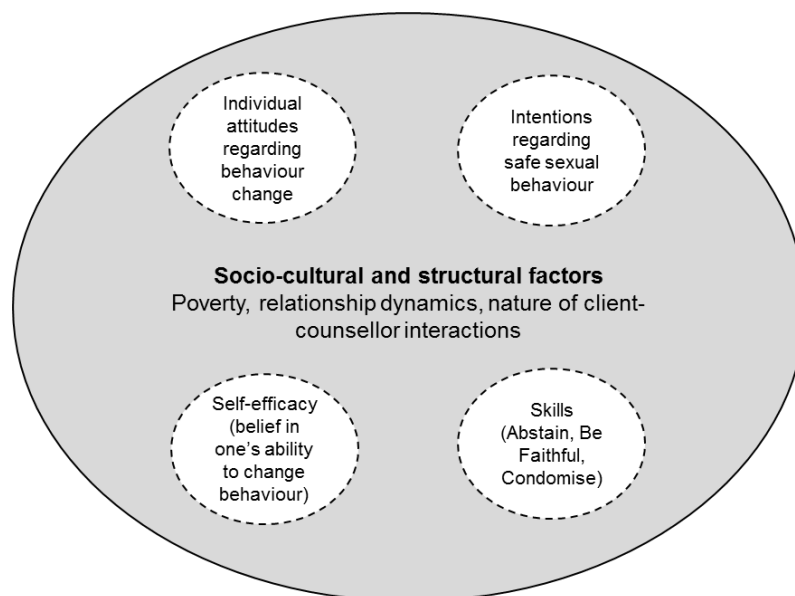 Individual
attitudes
regarding
behaviour
change
Intentions
regarding
safe sexual
behaviour
Socio-cultural and structural factors
Poverty, relationship dynamics, nature of client-
counsellor interactions
Self-efficacy
(belief in
one's ability
to change
behaviour)
Skills
(Abstain, Be
Faithful,
Condomise)